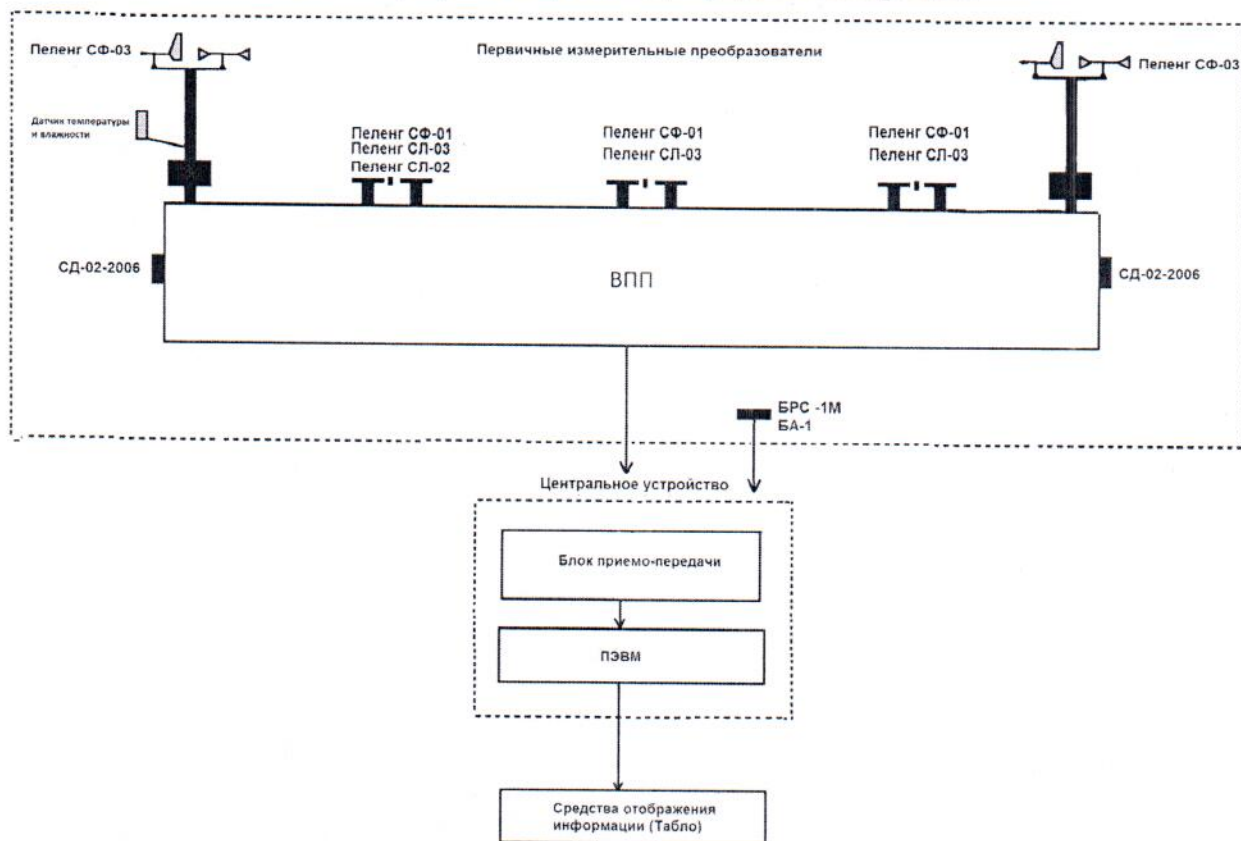 Первичные измерительные преобразователи
Пеленг СФ-03
Пеленг СФ-03
Датчик температуры
и влажности
Пеленг СФ-01
Пеленг СЛ-03
Пеленг СЛ-02
Пеленг СФ-01
Пеленг СЛ-03
Пеленг СФ-01
Пеленг СЛ-03
СД-02-2006
ВПП
СД-02-2006
БРС -1М
БА-1
Центральное устройство
Блок приемо-передачи
ПЭВМ
Средства отображения
информации (Табло)